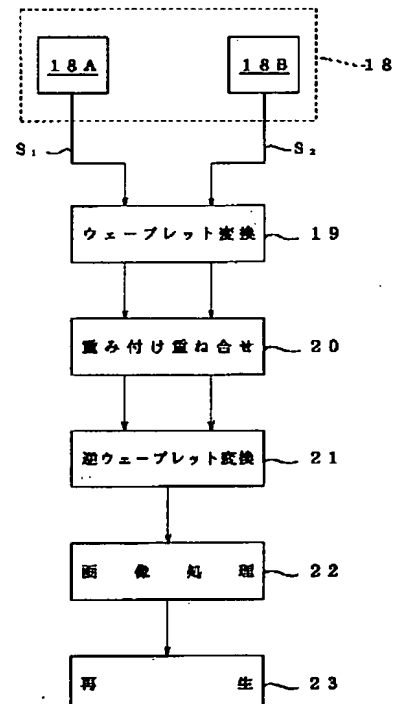 18A 18B 18
S₁ S₂
ウェーブレット変換 19
重み付け重ね合せ 20
逆ウェーブレット変換 21
画像処理 22
再生 23